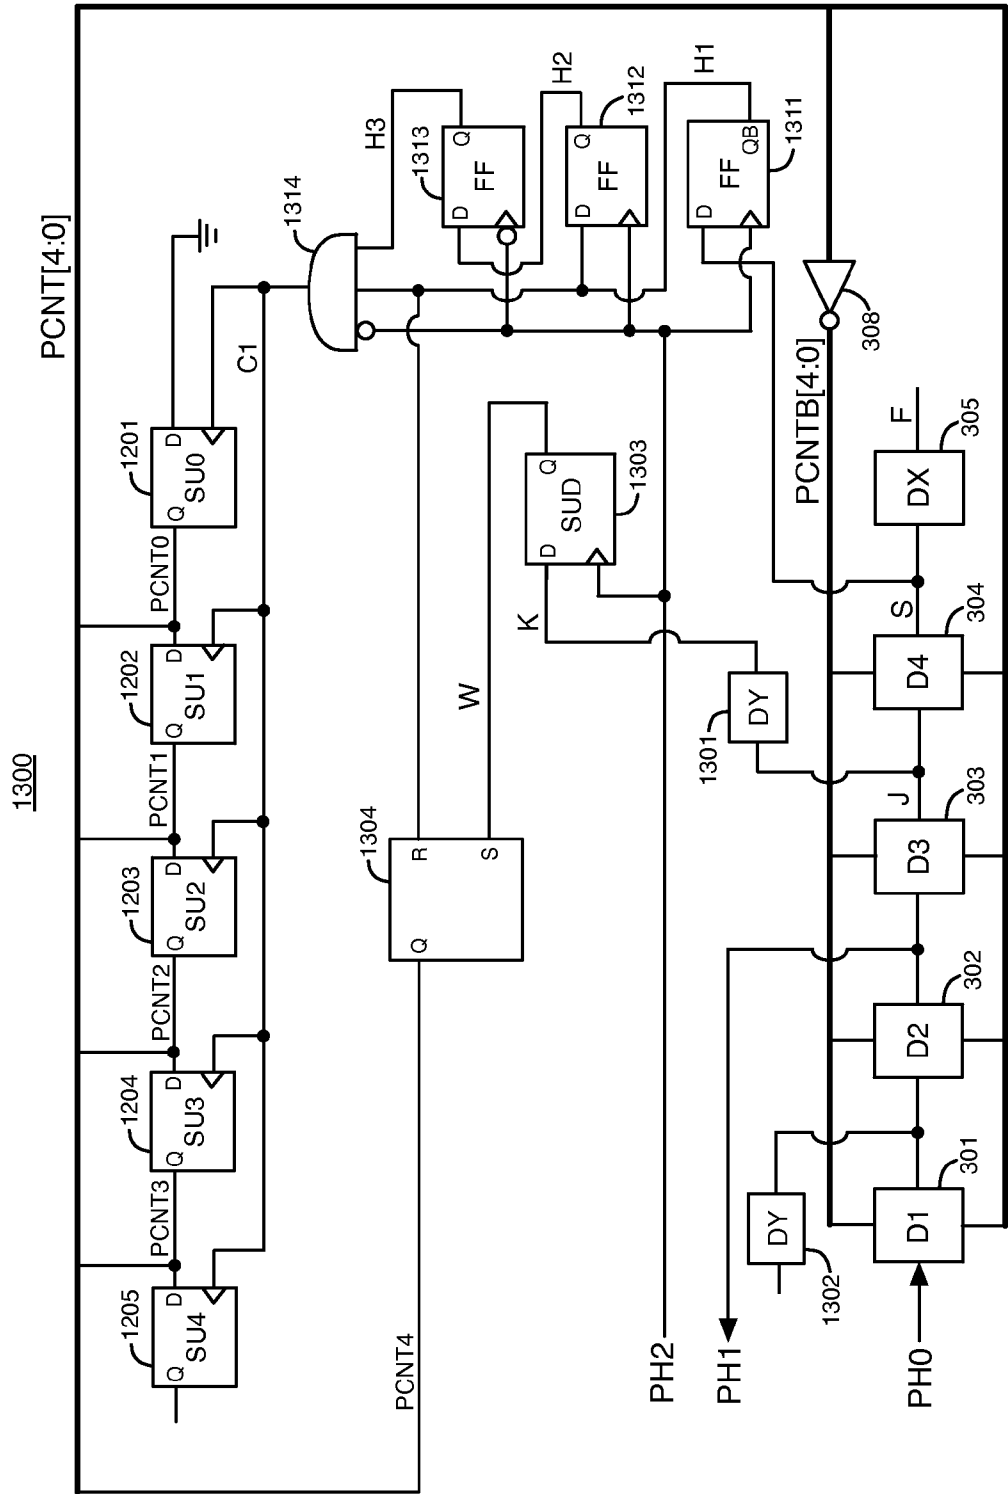 1300
PCNT[4:0]
1205
SU4
Q
D
PCNT3
1204
SU3
Q
D
PCNT2
1203
SU2
Q
D
PCNT1
1202
SU1
Q
D
PCNT0
1201
SU0
Q
D
C1
1314
H3
1313
FF
D
Q
H2
1312
FF
D
Q
H1
1311
FF
D
QB
PCNT4
1304
Q
R
S
W
K
1303
SUD
D
Q
PH2
PH1
1301
DY
1302
DY
PCNTB[4:0]
308
PH0
D1
301
D2
302
D3
303
J
D4
304
S
DX
305
F